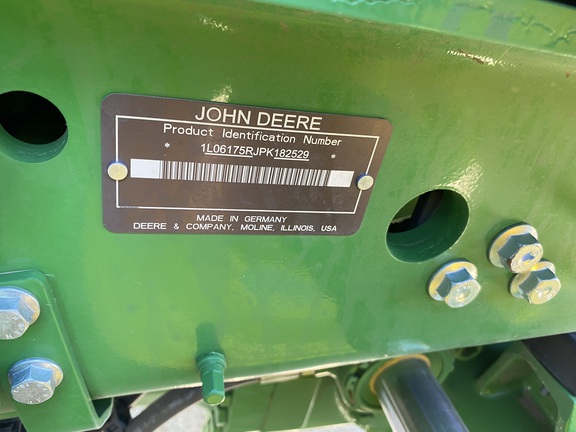 JOHN DEERE
Product Identification Number
* 1L06175RJPK182529 *
MADE IN GERMANY
DEERE & COMPANY, MOLINE, ILLINOIS, USA